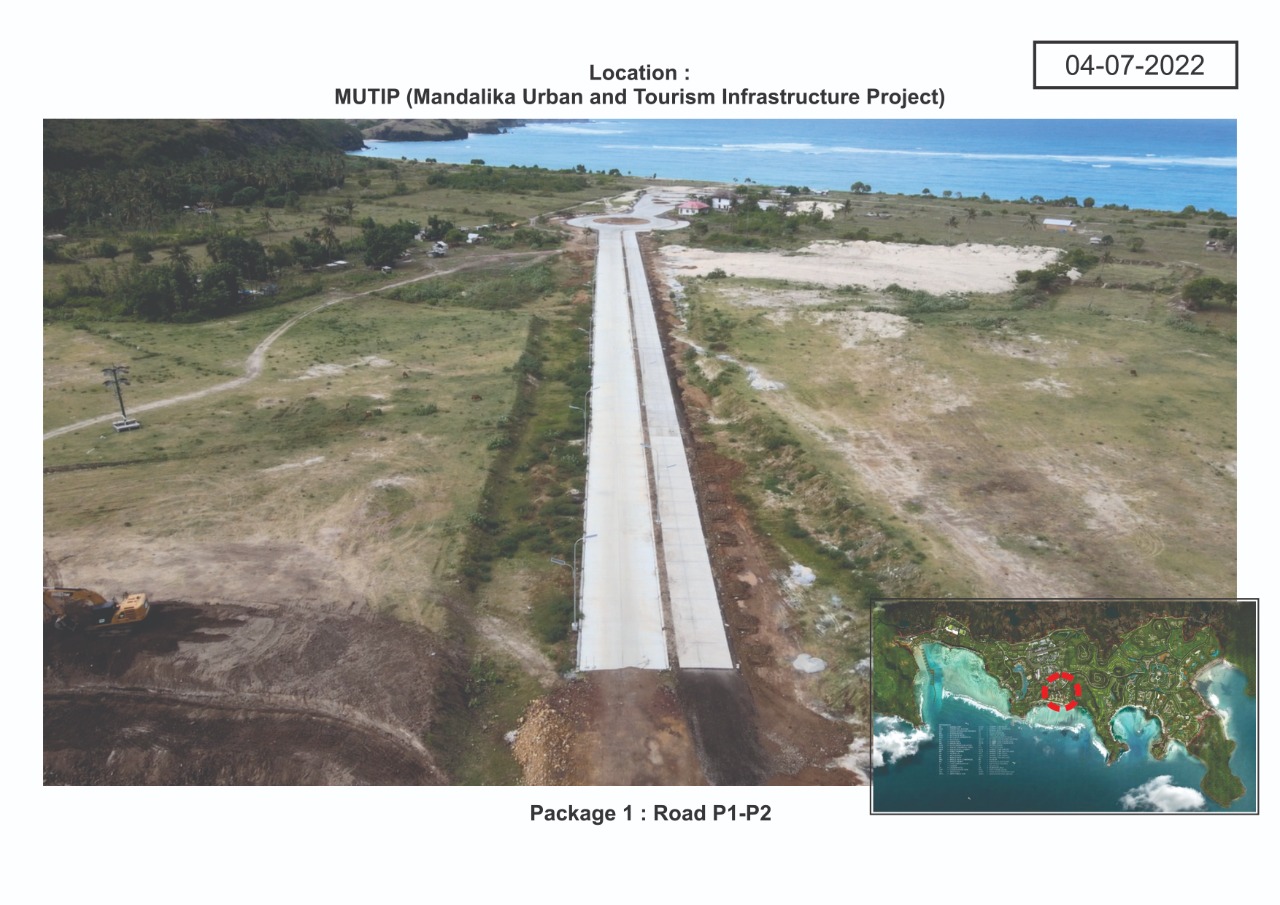 04-07-2022
Location :
MUTIP (Mandalika Urban and Tourism Infrastructure Project)
Package 1 : Road P1-P2